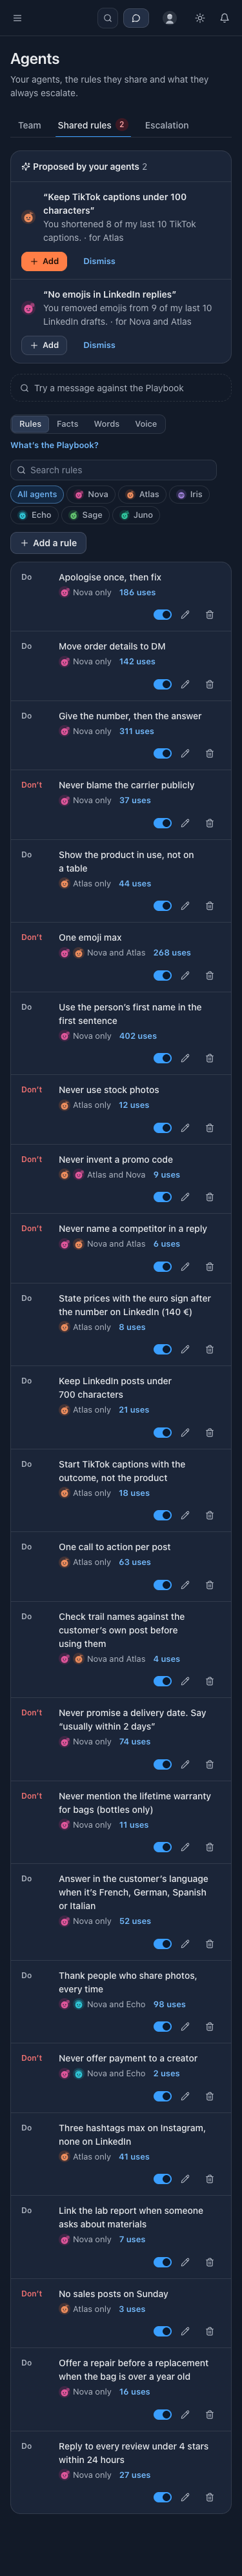 Agents
Your agents, the rules they share and what they
always escalate.
Team
Shared rules 2
Escalation
Proposed by your agents 2
“Keep TikTok captions under 100
characters”
You shortened 8 of my last 10 TikTok
captions. · for Atlas
+ Add
Dismiss
“No emojis in LinkedIn replies”
You removed emojis from 9 of my last 10
LinkedIn drafts. · for Nova and Atlas
+ Add
Dismiss
Try a message against the Playbook
Rules
Facts
Words
Voice
What's the Playbook?
Search rules
All agents
Nova
Atlas
Iris
Echo
Sage
Juno
+ Add a rule
Do
Apologise once, then fix
Nova only 186 uses
Do
Move order details to DM
Nova only 142 uses
Do
Give the number, then the answer
Nova only 311 uses
Don't
Never blame the carrier publicly
Nova only 37 uses
Do
Show the product in use, not on
a table
Atlas only 44 uses
Don't
One emoji max
Nova and Atlas 268 uses
Do
Use the person's first name in the
first sentence
Nova only 402 uses
Don't
Never use stock photos
Atlas only 12 uses
Don't
Never invent a promo code
Atlas and Nova 9 uses
Don't
Never name a competitor in a reply
Nova and Atlas 6 uses
Do
State prices with the euro sign after
the number on LinkedIn (140 €)
Atlas only 8 uses
Do
Keep LinkedIn posts under
700 characters
Atlas only 21 uses
Do
Start TikTok captions with the
outcome, not the product
Atlas only 18 uses
Do
One call to action per post
Atlas only 63 uses
Do
Check trail names against the
customer's own post before
using them
Nova and Atlas 4 uses
Don't
Never promise a delivery date. Say
“usually within 2 days”
Nova only 74 uses
Don't
Never mention the lifetime warranty
for bags (bottles only)
Nova only 11 uses
Do
Answer in the customer's language
when it's French, German, Spanish
or Italian
Nova only 52 uses
Do
Thank people who share photos,
every time
Nova and Echo 98 uses
Don't
Never offer payment to a creator
Nova and Echo 2 uses
Do
Three hashtags max on Instagram,
none on LinkedIn
Atlas only 41 uses
Do
Link the lab report when someone
asks about materials
Nova only 7 uses
Don't
No sales posts on Sunday
Atlas only 3 uses
Do
Offer a repair before a replacement
when the bag is over a year old
Nova only 16 uses
Do
Reply to every review under 4 stars
within 24 hours
Nova only 27 uses